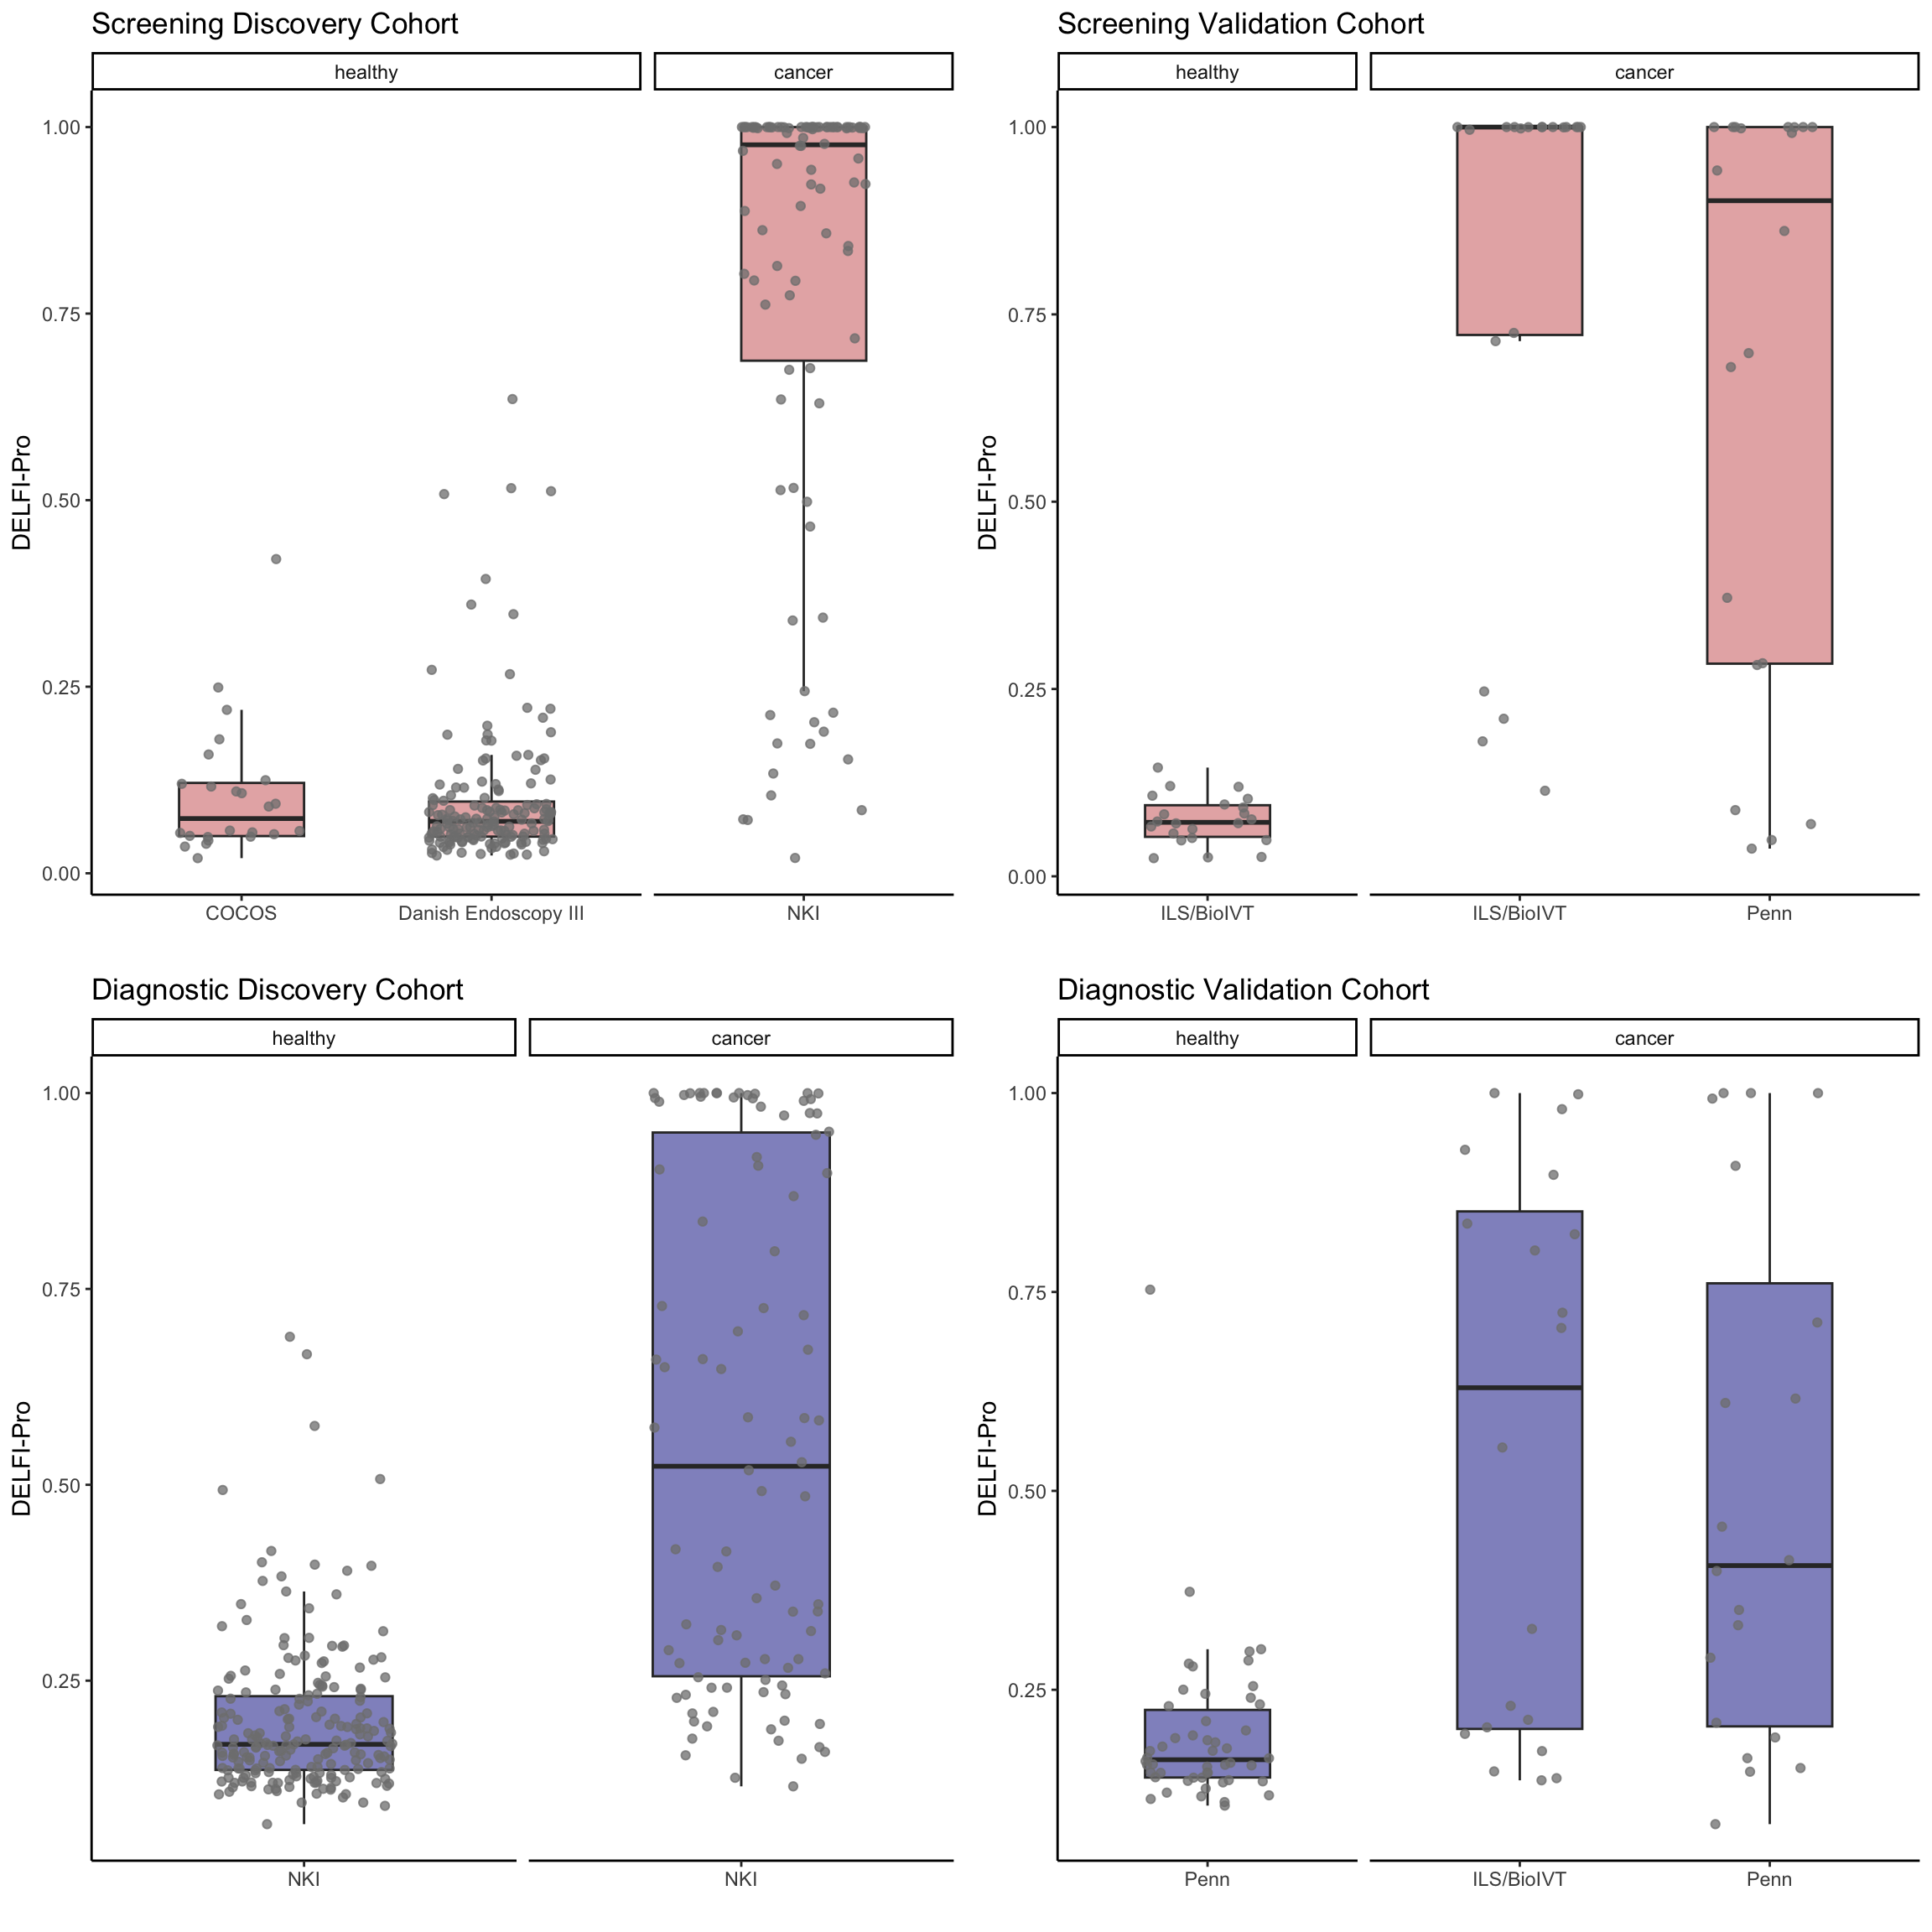 Screening Discovery Cohort
healthy
cancer
DELFI-Pro
1.00
0.75
0.50
0.25
0.00
COCOS
Danish Endoscopy III
NKI
Screening Validation Cohort
healthy
cancer
DELFI-Pro
1.00
0.75
0.50
0.25
0.00
ILS/BioIVT
ILS/BioIVT
Penn
Diagnostic Discovery Cohort
healthy
cancer
DELFI-Pro
1.00
0.75
0.50
0.25
NKI
NKI
Diagnostic Validation Cohort
healthy
cancer
DELFI-Pro
1.00
0.75
0.50
0.25
Penn
ILS/BioIVT
Penn